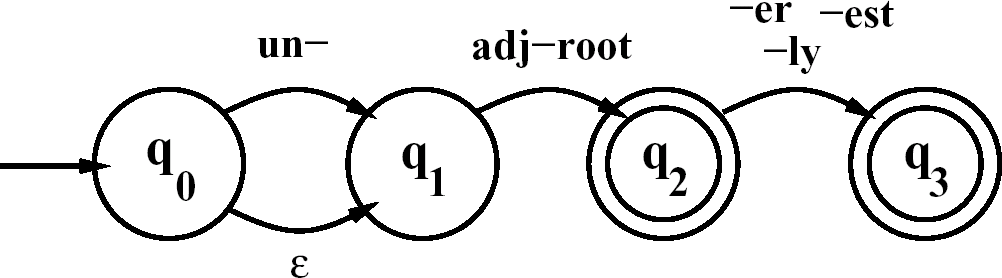 −er −est
un− adj−root −ly
q0 q1 q2 q3
ε